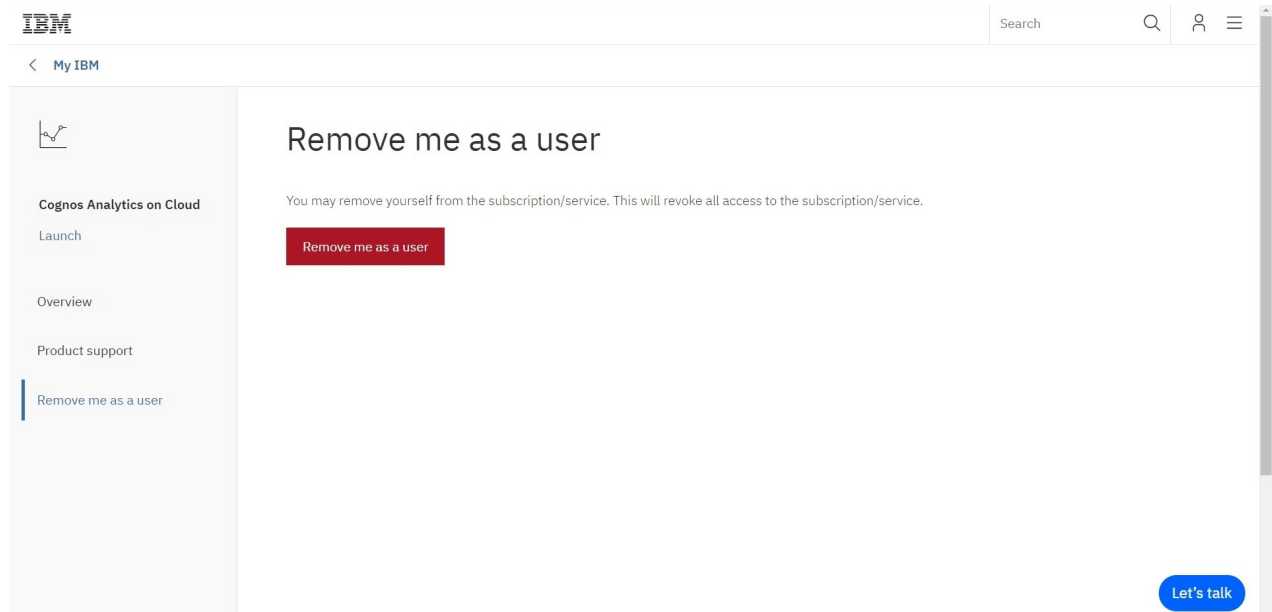 IBM
Search
My IBM
Remove me as a user
You may remove yourself from the subscription/service. This will revoke all access to the subscription/service.
Remove me as a user
Cognos Analytics on Cloud
Launch
Overview
Product support
Remove me as a user
Let's talk